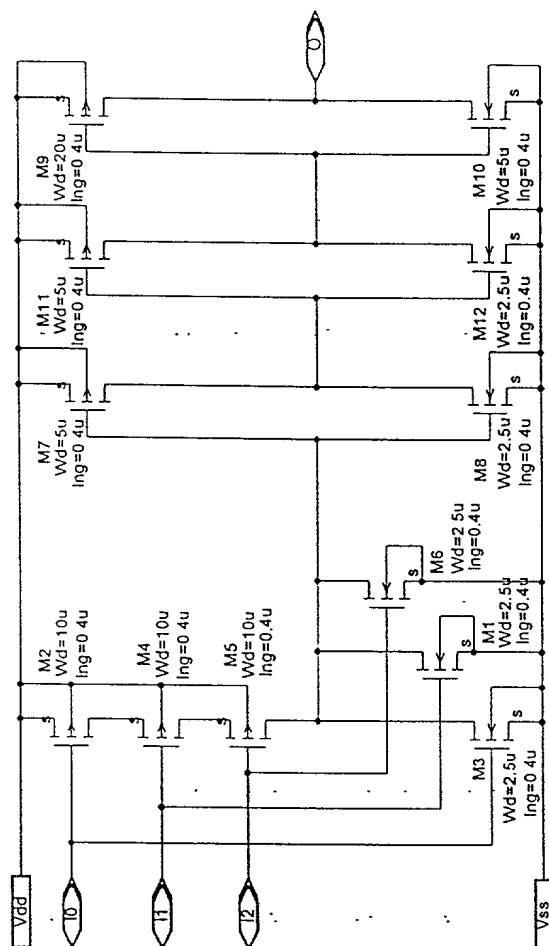 Vdd
I0
I1
I2
Vss
M2
Wd=10u
lng=0 4u
M4
Wd=10u
lng=0 4u
M5
Wd=10u
lng=0.4u
M3
Wd=2.5u
lng=0 4u
M1
Wd=2.5u
lng=0.4u
M6
Wd=2 5u
lng=0.4u
M7
Wd=5u
lng=0 4u
M8
Wd=2.5u
lng=0 4u
M11
Wd=5u
lng=0 4u
M12
Wd=2.5u
lng=0.4u
M9
Wd=20u
lng=0 4u
M10
Wd=5u
lng=0 4u
O
s
s
s
s
s
s
s
s
s
s
s
s